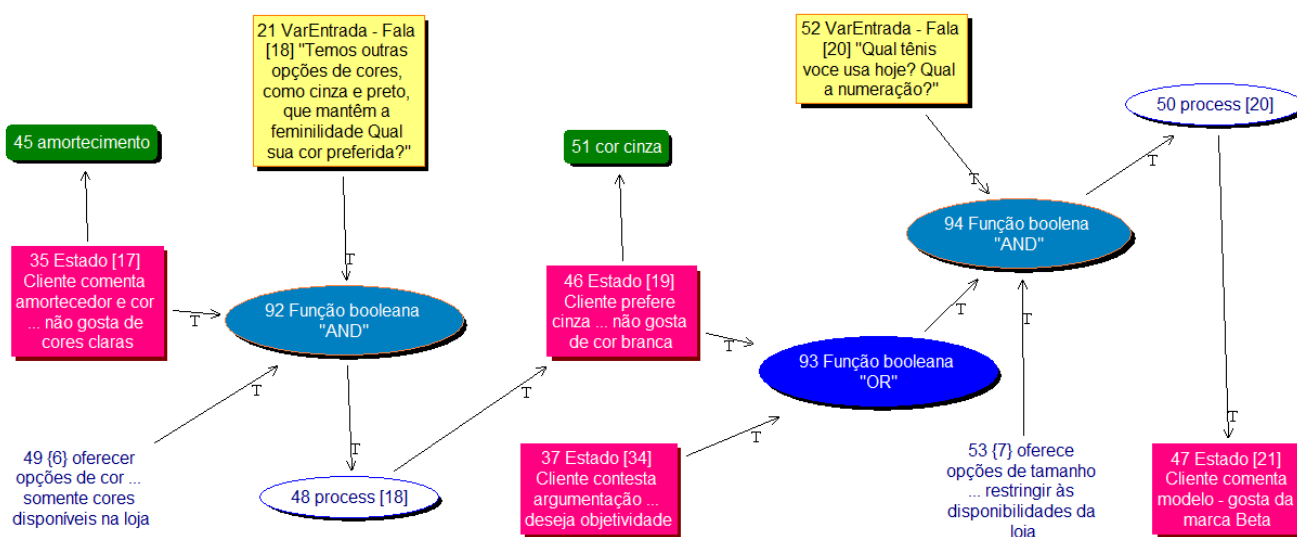 21 VarEntrada - Fala
[18] "Temos outras
opções de cores,
como cinza e preto,
que mantêm a
feminilidade Qual
sua cor preferida?"
52 VarEntrada - Fala
[20] "Qual tênis
voce usa hoje? Qual
a numeração?"
50 process [20]
45 amortecimento
51 cor cinza
T
T
94 Função boolena
"AND"
35 Estado [17]
Cliente comenta
amortecedor e cor
... não gosta de
cores claras
T
46 Estado [19]
Cliente prefere
cinza ... não gosta
de cor branca
T
92 Função booleana
"AND"
T
T
T
93 Função booleana
"OR"
T
T
T
T
T
49 {6} oferecer
opções de cor ...
somente cores
disponíveis na loja
48 process [18]
37 Estado [34]
Cliente contesta
argumentação ...
deseja objetividade
53 {7} oferece
opções de tamanho
... restringir às
disponibilidades da
loja
47 Estado [21]
Cliente comenta
modelo - gosta da
marca Beta